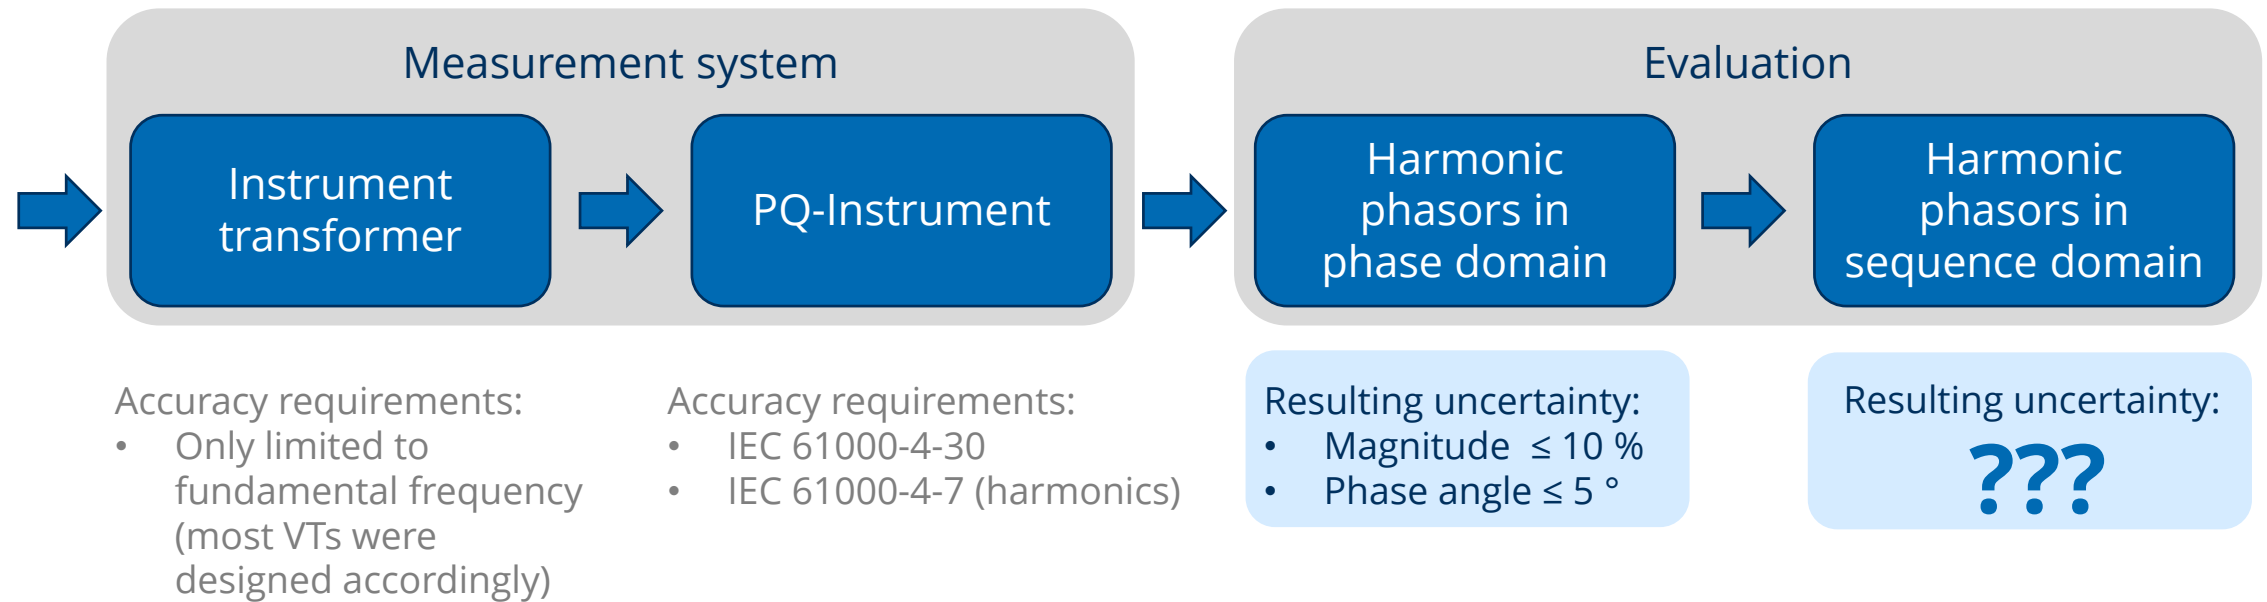 Measurement system
Instrument
transformer
PQ-Instrument
Evaluation
Harmonic
phasors in
phase domain
Harmonic
phasors in
sequence domain
Accuracy requirements:
• Only limited to
fundamental frequency
(most VTs were
designed accordingly)
Accuracy requirements:
• IEC 61000-4-30
• IEC 61000-4-7 (harmonics)
Resulting uncertainty:
• Magnitude ≤ 10 %
• Phase angle ≤ 5 °
Resulting uncertainty:
???